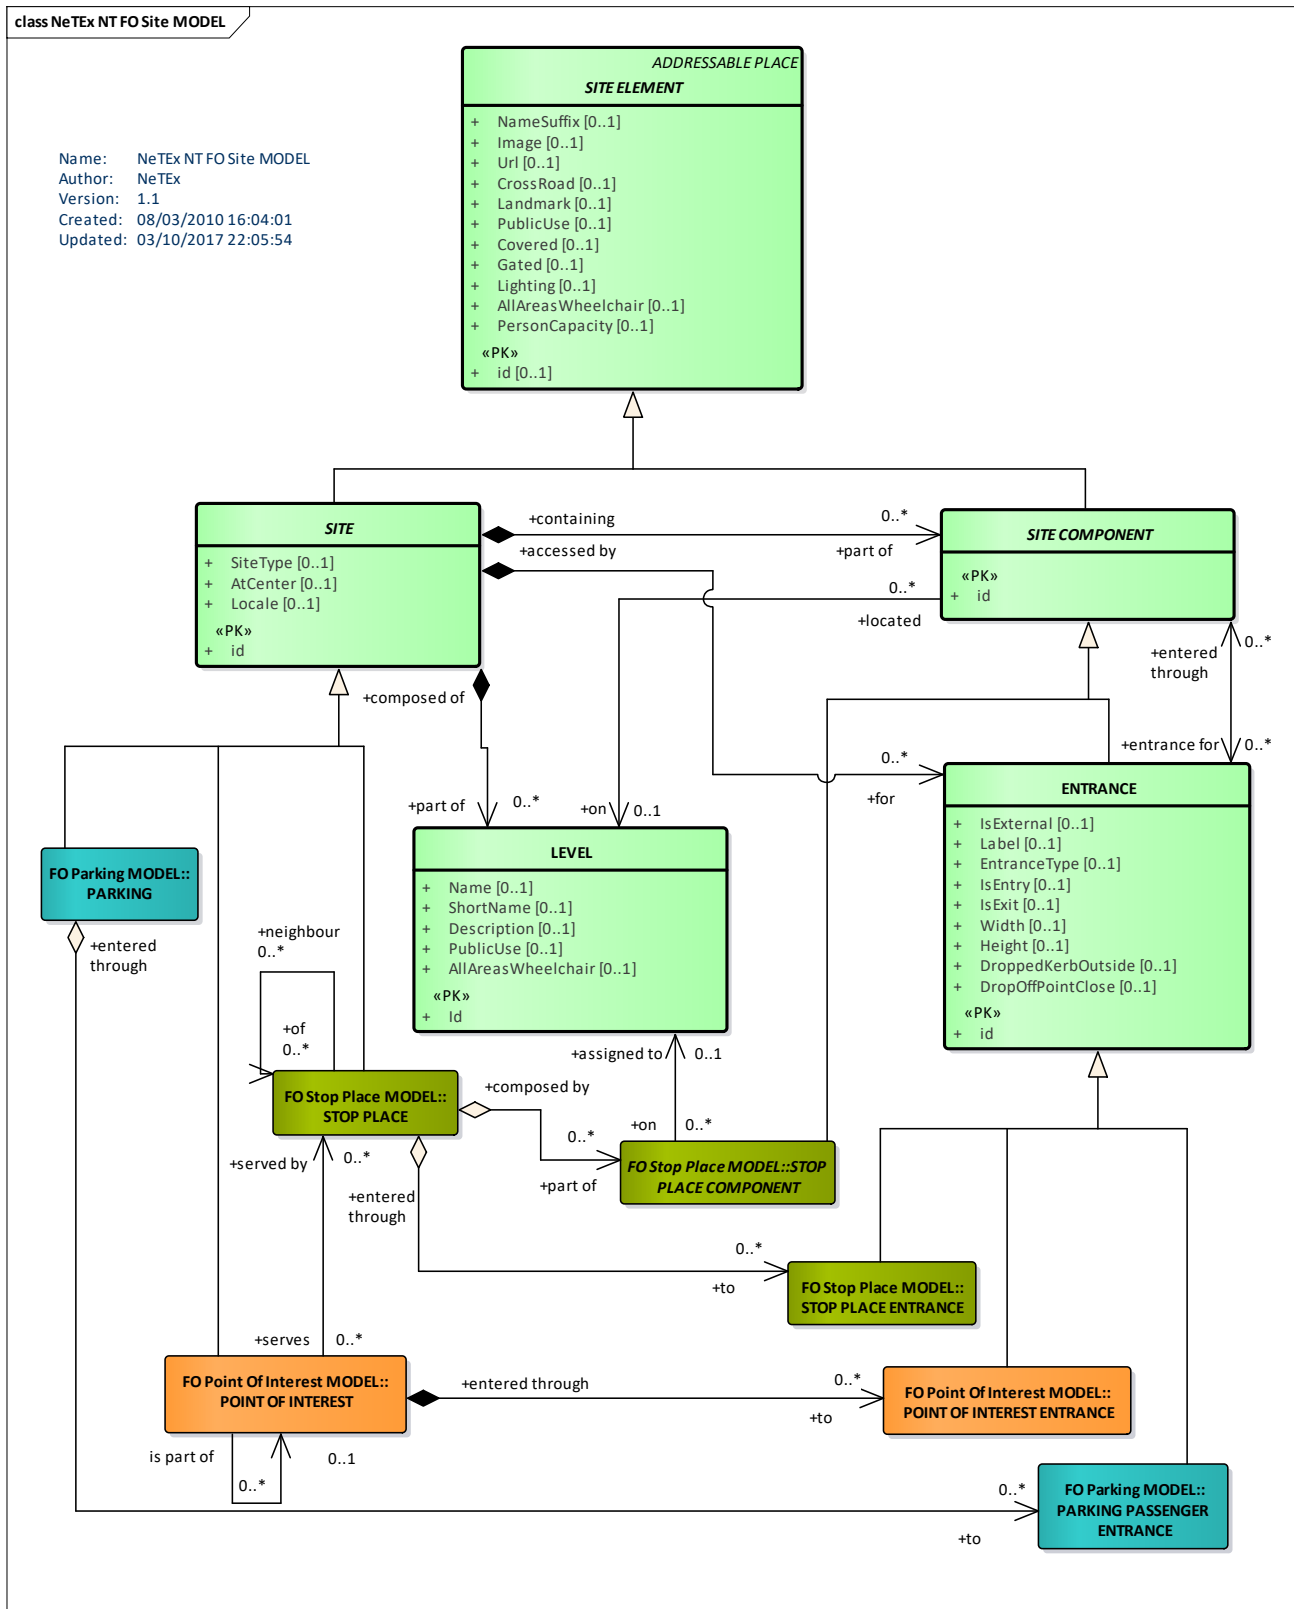 class NeTEx NT FO Site MODEL
Name: NeTEx NT FO Site MODEL
Author: NeTEx
Version: 1.1
Created: 08/03/2010 16:04:01
Updated: 03/10/2017 22:05:54
ADDRESSABLE PLACE
SITE ELEMENT
+ NameSuffix [0..1]
+ Image [0..1]
+ Url [0..1]
+ CrossRoad [0..1]
+ Landmark [0..1]
+ PublicUse [0..1]
+ Covered [0..1]
+ Gated [0..1]
+ Lighting [0..1]
+ AllAreasWheelchair [0..1]
+ PersonCapacity [0..1]
«PK»
+ id [0..1]
SITE
+ SiteType [0..1]
+ AtCenter [0..1]
+ Locale [0..1]
«PK»
+ id
+containing
0..*
+accessed by
+part of
SITE COMPONENT
«PK»
+ id
0..*
+located
+entered
through
0..*
+composed of
+entrance for
0..*
0..*
+for
+part of
0..*
+on
0..1
LEVEL
+ Name [0..1]
+ ShortName [0..1]
+ Description [0..1]
+ PublicUse [0..1]
+ AllAreasWheelchair [0..1]
«PK»
+ Id
ENTRANCE
+ IsExternal [0..1]
+ Label [0..1]
+ EntranceType [0..1]
+ IsEntry [0..1]
+ IsExit [0..1]
+ Width [0..1]
+ Height [0..1]
+ DroppedKerbOutside [0..1]
+ DropOffPointClose [0..1]
«PK»
+ id
FO Parking MODEL::
PARKING
+entered
through
+neighbour
0..*
+of
0..*
FO Stop Place MODEL::
STOP PLACE
+assigned to
0..1
+composed by
+on
0..*
0..*
+part of
FO Stop Place MODEL::STOP
PLACE COMPONENT
+served by
0..*
+entered
through
0..*
+to
FO Stop Place MODEL::
STOP PLACE ENTRANCE
+serves
0..*
FO Point Of Interest MODEL::
POINT OF INTEREST
+entered through
0..*
+to
FO Point Of Interest MODEL::
POINT OF INTEREST ENTRANCE
is part of
0..1
0..*
0..*
+to
FO Parking MODEL::
PARKING PASSENGER
ENTRANCE